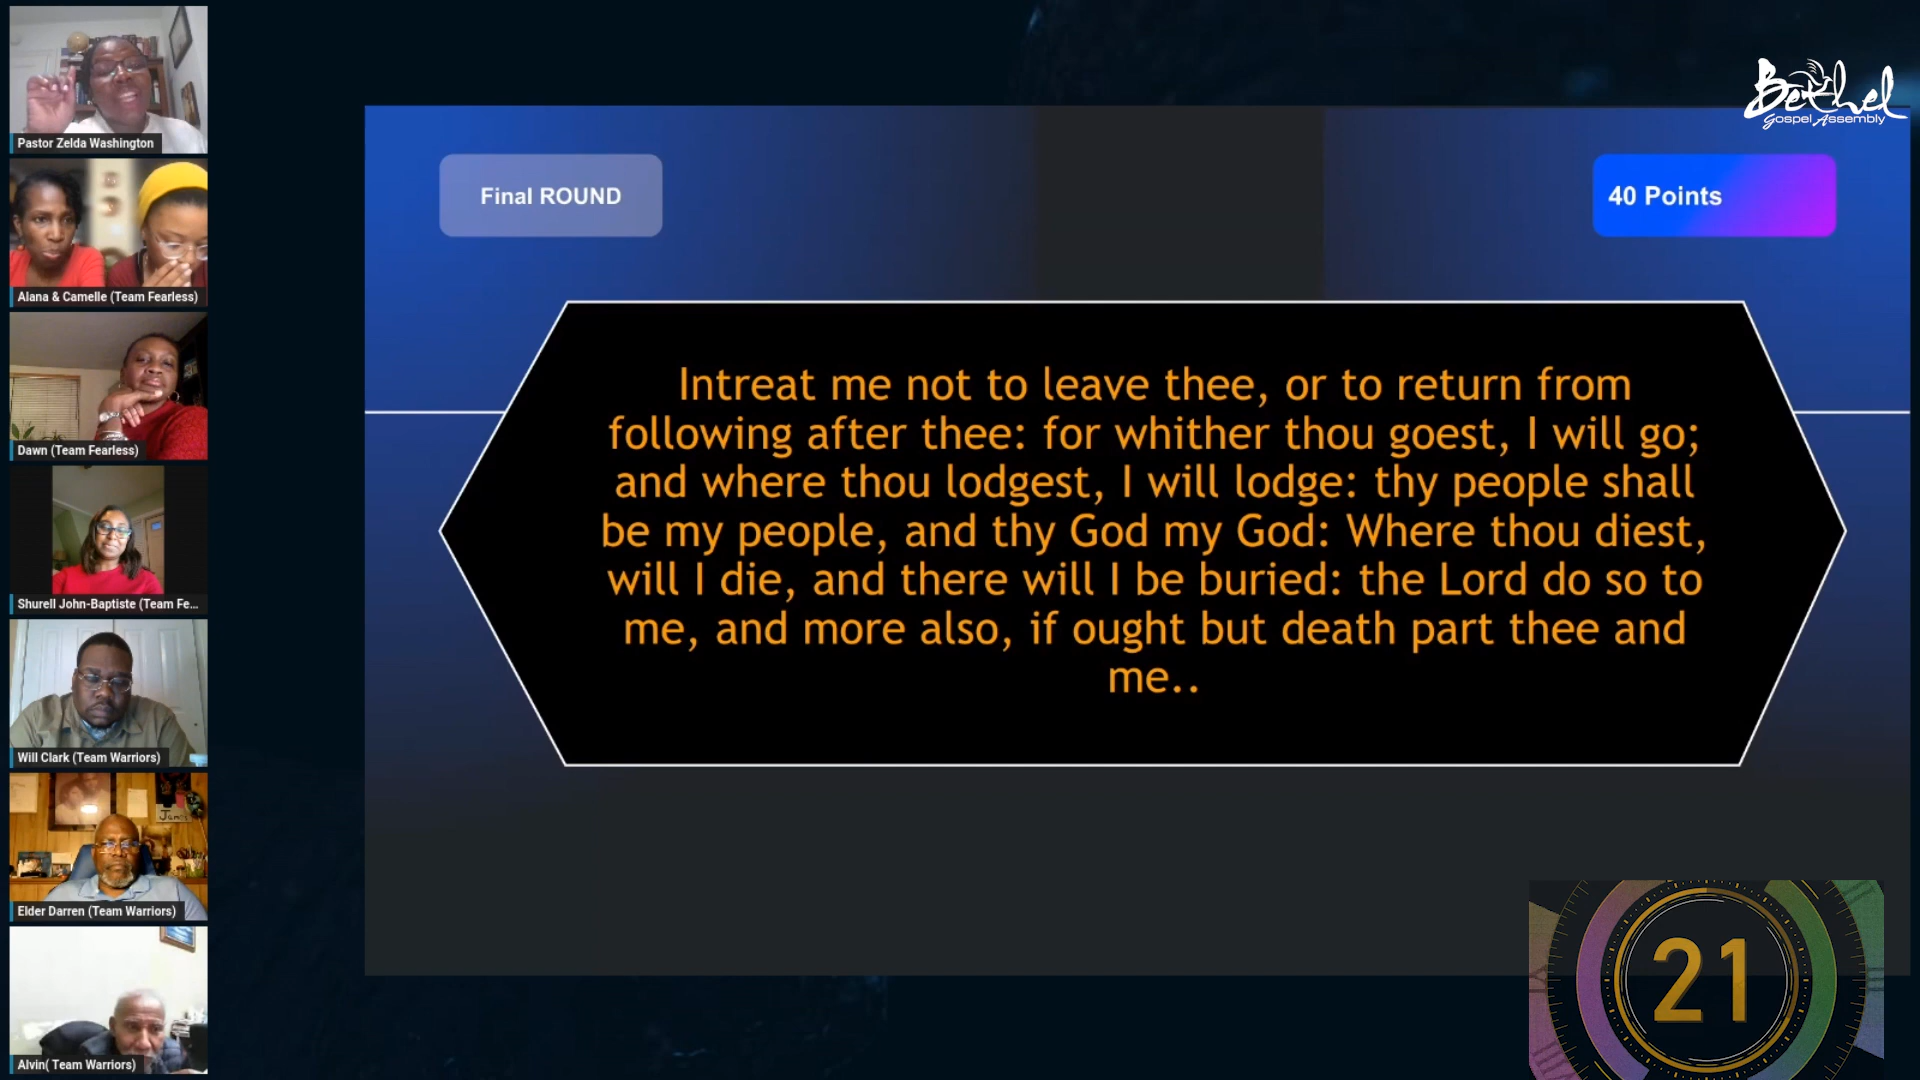 Pastor Zelda Washington
Alana & Camelle (Team Fearless)
Dawn (Team Fearless)
Shurell John-Baptiste (Team Fe...
Will Clark (Team Warriors)
Elder Darren (Team Warriors)
Alvin( Team Warriors)
Bethel
Gospel Assembly
Final ROUND
40 Points
Intreat me not to leave thee, or to return from
following after thee: for whither thou goest, I will go;
and where thou lodgest, I will lodge: thy people shall
be my people, and thy God my God: Where thou diest,
will I die, and there will I be buried: the Lord do so to
me, and more also, if ought but death part thee and
me..
21